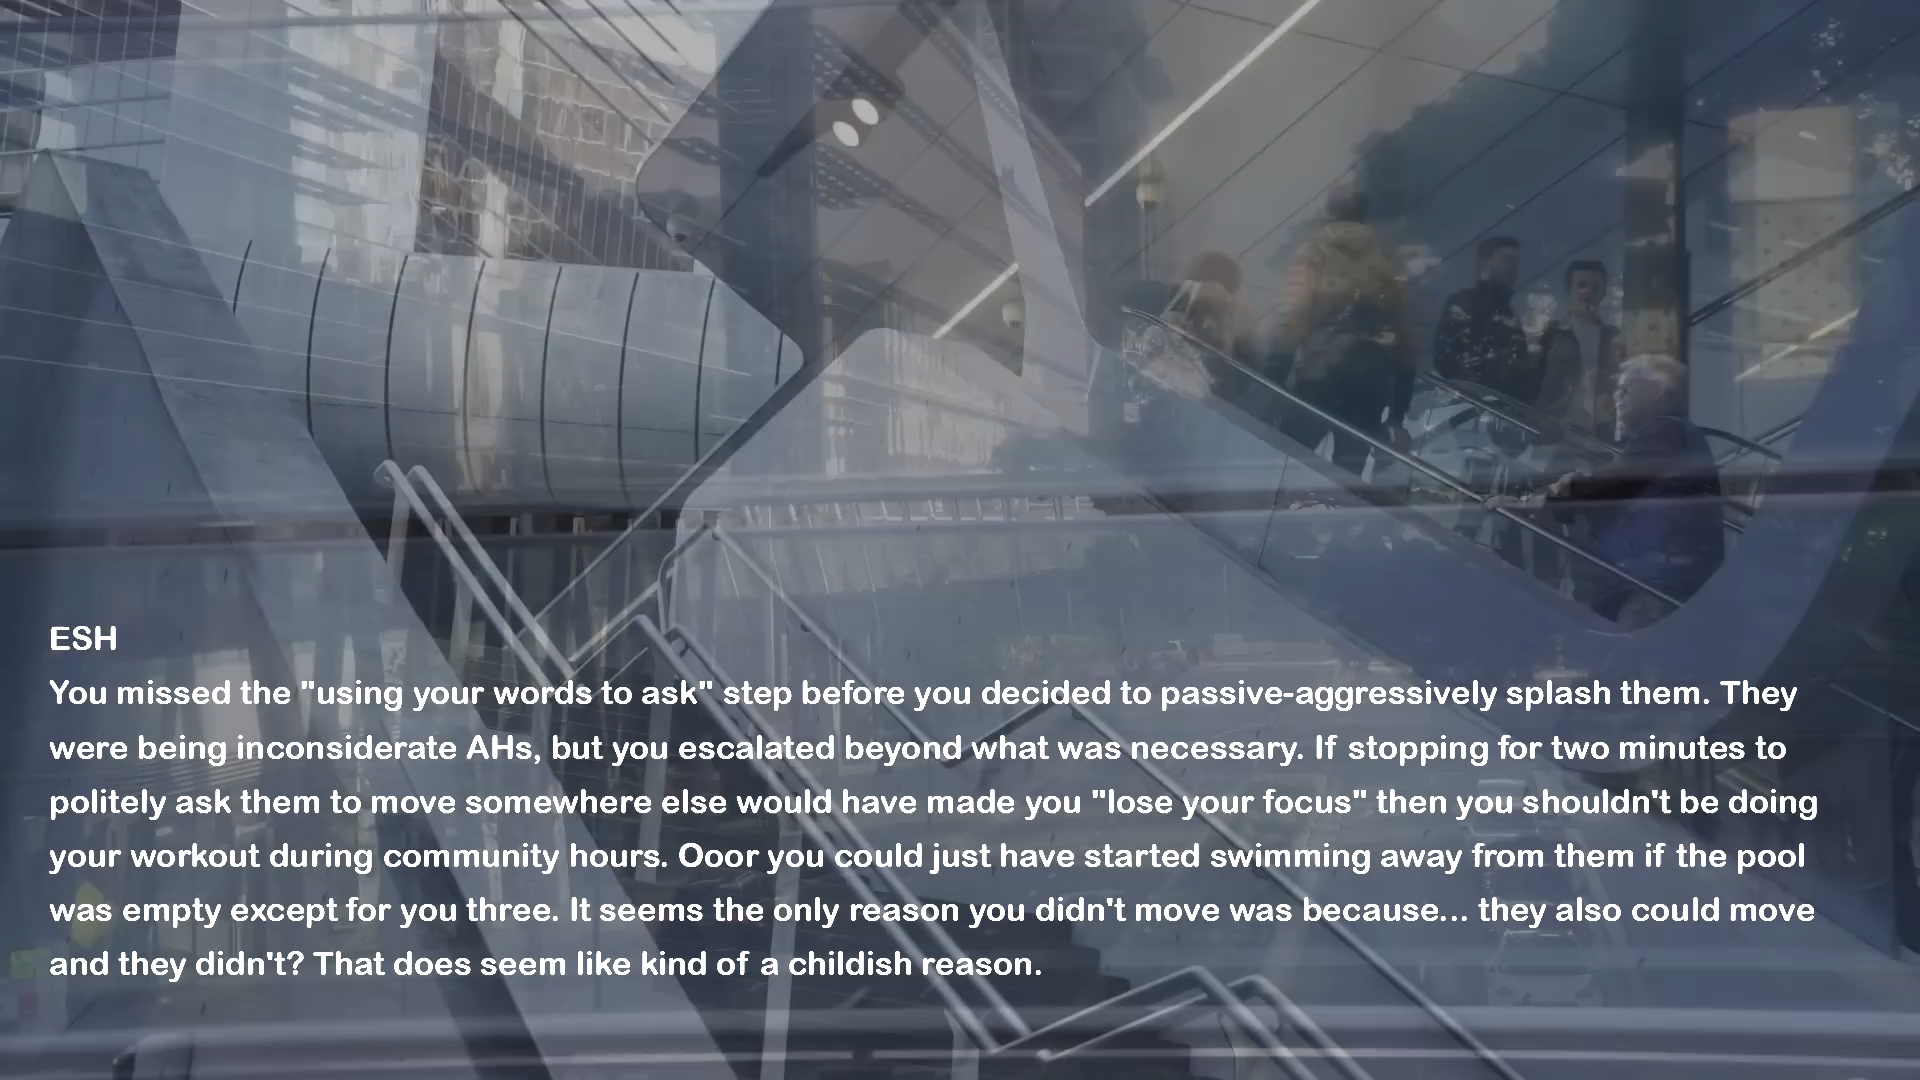 ESH
You missed the "using your words to ask" step before you decided to passive-aggressively splash them. They
were being inconsiderate AHs, but you escalated beyond what was necessary. If stopping for two minutes to
politely ask them to move somewhere else would have made you "lose your focus" then you shouldn't be doing
your workout during community hours. Ooor you could just have started swimming away from them if the pool
was empty except for you three. It seems the only reason you didn't move was because... they also could move
and they didn't? That does seem like kind of a childish reason.